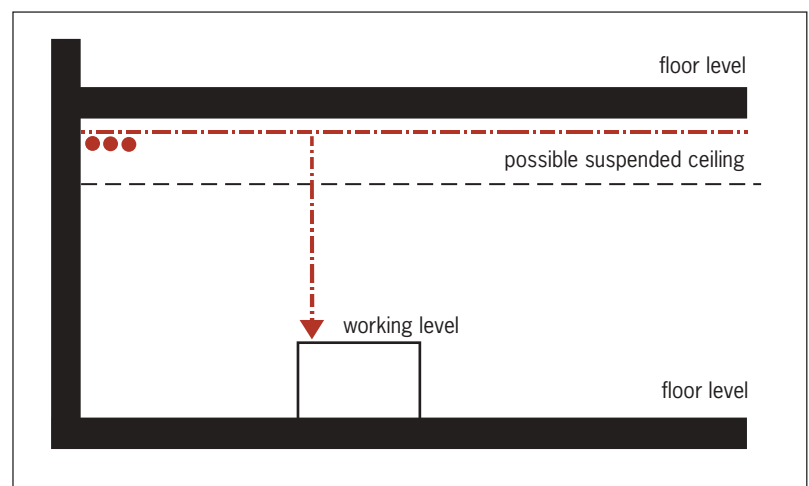 floor level
possible suspended ceiling
working level
floor level